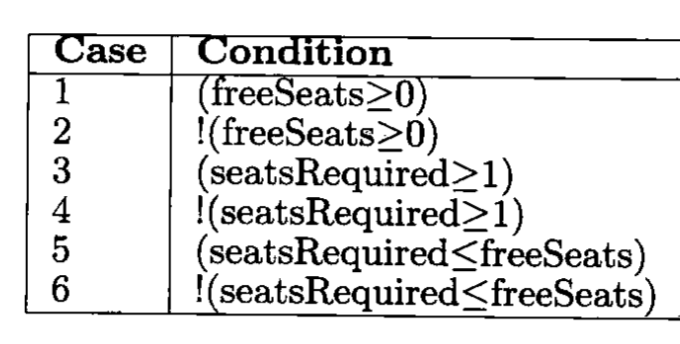 Case Condition
1 (freeSeats≥0)
2 !(freeSeats≥0)
3 (seatsRequired≥1)
4 !(seatsRequired≥1)
5 (seatsRequired≤freeSeats)
6 !(seatsRequired≤freeSeats)